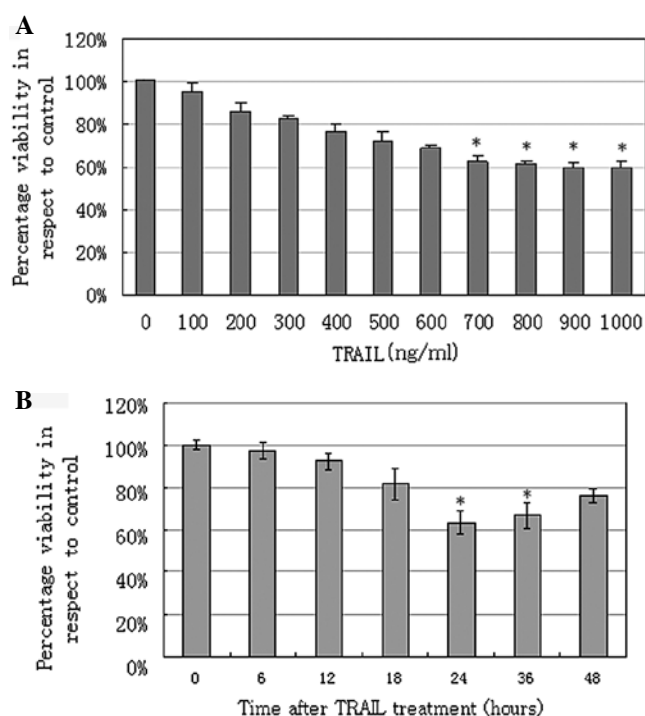 A
Percentage viability in
respect to control
120%
100%
80%
60%
40%
20%
0%
* * * *
0 100 200 300 400 500 600 700 800 900 1000
TRAIL(ng/ml)
B
Percentage viability in
respect to control
120%
100%
80%
60%
40%
20%
0%
* *
0 6 12 18 24 36 48
Time after TRAIL treatment (hours)